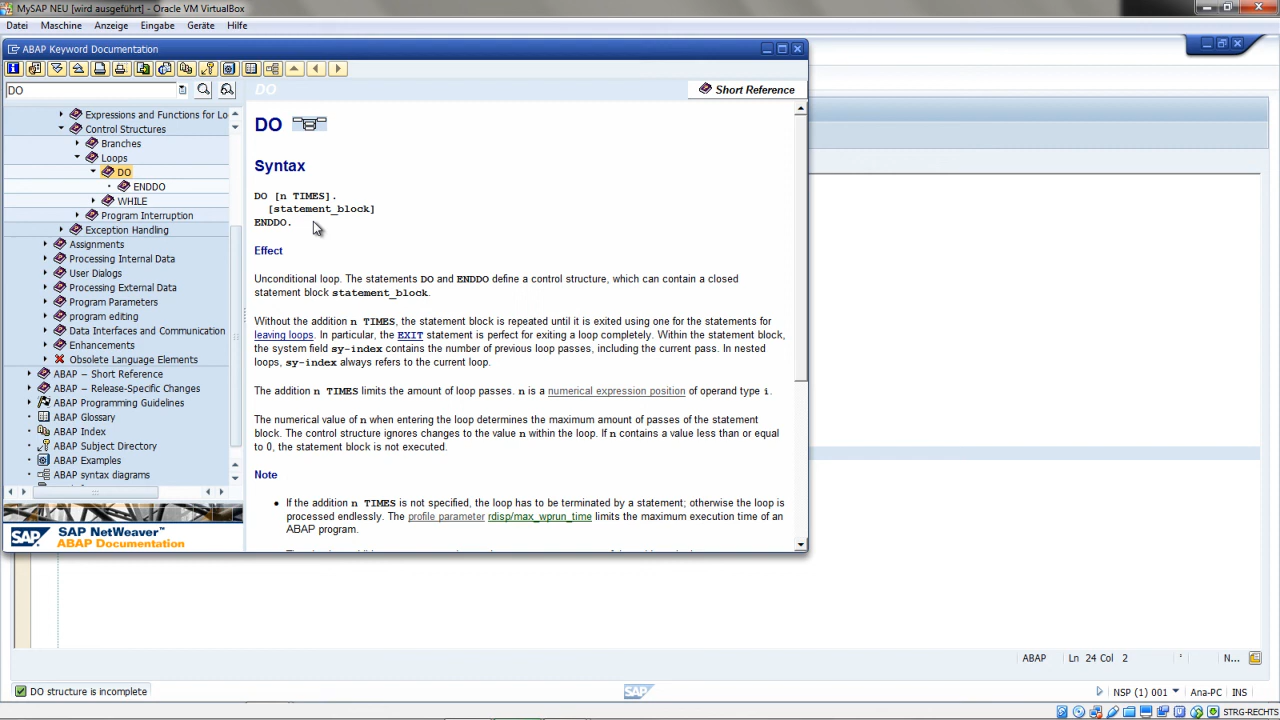 MySAP NEU [wird ausgeführt] - Oracle VM VirtualBox
Datei Maschine Anzeige Eingabe Geräte Hilfe
ABAP Keyword Documentation
DO
DO
Short Reference
Expressions and Functions for Lo
Control Structures
Branches
Loops
DO
ENDDO
WHILE
Program Interruption
Exception Handling
Assignments
Processing Internal Data
User Dialogs
Processing External Data
Program Parameters
program editing
Data Interfaces and Communication
Enhancements
Obsolete Language Elements
ABAP - Short Reference
ABAP - Release-Specific Changes
ABAP Programming Guidelines
ABAP Glossary
ABAP Index
ABAP Subject Directory
ABAP Examples
ABAP syntax diagrams
SAP SAP NetWeaver™
ABAP Documentation
DO
Syntax
DO [n TIMES].
[statement_block]
ENDDO.
Effect
Unconditional loop. The statements DO and ENDDO define a control structure, which can contain a closed
statement block statement_block.
Without the addition n TIMES, the statement block is repeated until it is exited using one for the statements for
leaving loops. In particular, the EXIT statement is perfect for exiting a loop completely. Within the statement block,
the system field sy-index contains the number of previous loop passes, including the current pass. In nested
loops, sy-index always refers to the current loop.
The addition n TIMES limits the amount of loop passes. n is a numerical expression position of operand type i.
The numerical value of n when entering the loop determines the maximum amount of passes of the statement
block. The control structure ignores changes to the value n within the loop. If n contains a value less than or equal
to 0, the statement block is not executed.
Note
• If the addition n TIMES is not specified, the loop has to be terminated by a statement; otherwise the loop is
processed endlessly. The profile parameter rdisp/max_wprun_time limits the maximum execution time of an
ABAP program.
ABAP Ln 24 Col 2 N...
DO structure is incomplete
SAP
NSP (1) 001 Ana-PC INS
STRG-RECHTS